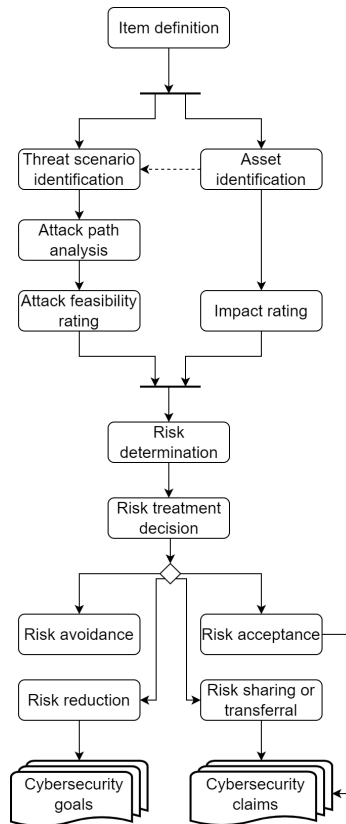 Item definition
Threat scenario
identification
Asset
identification
Attack path
analysis
Attack feasibility
rating
Impact rating
Risk
determination
Risk treatment
decision
Risk avoidance
Risk acceptance
Risk reduction
Risk sharing or
transferral
Cybersecurity
goals
Cybersecurity
claims